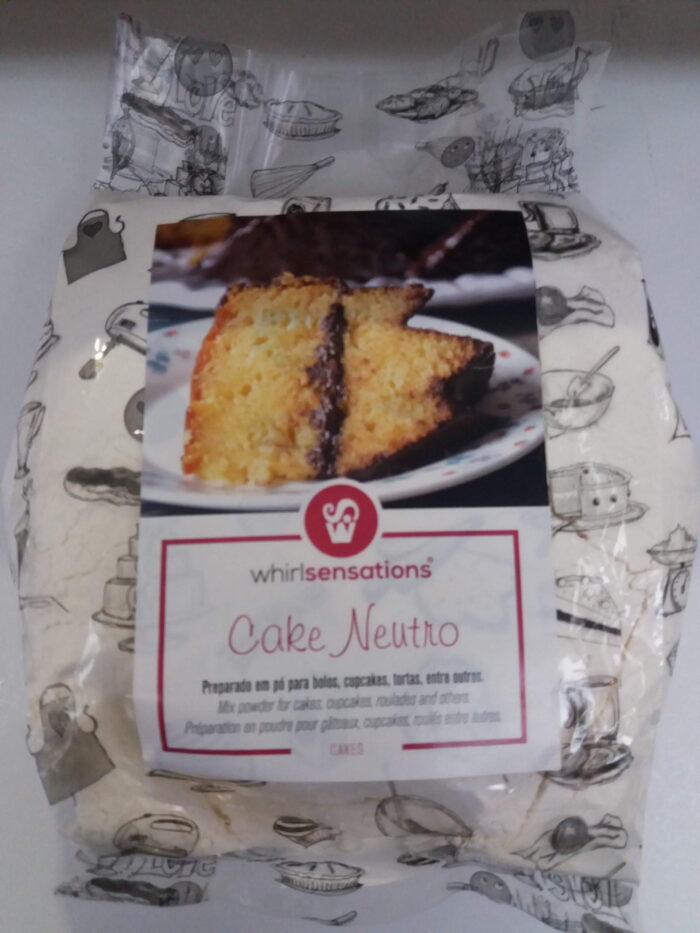 whirlsensations®
Cake Neutro
Preparado em pó para bolos, cupcakes, tortas, entre outros.
Mix powder for cakes, cupcakes, roulades and others.
Préparation en poudre pour gâteaux, cupcakes, roulés entre autres.
CAKES